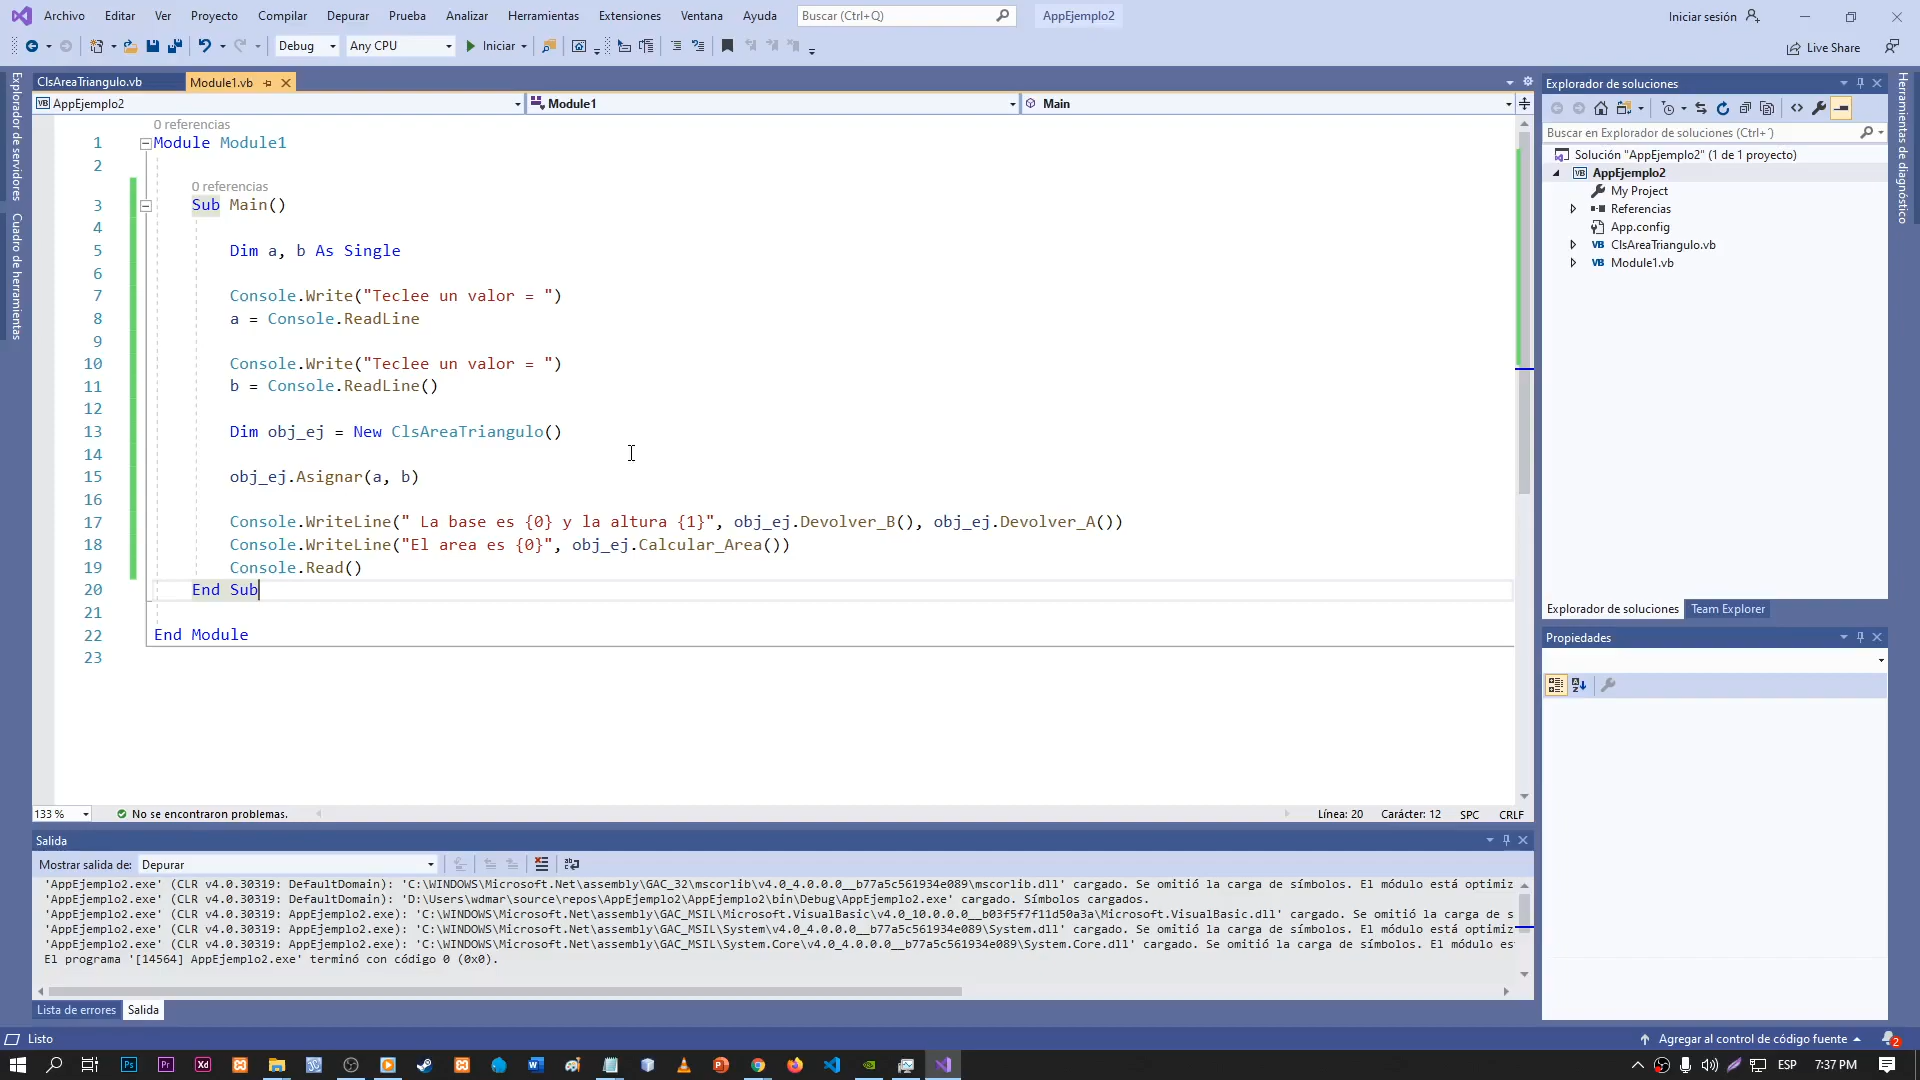 Archivo Editar Ver Proyecto Compilar Depurar Prueba Analizar Herramientas Extensiones Ventana Ayuda Buscar (Ctrl+Q) AppEjemplo2 Iniciar sesión
Debug Any CPU Iniciar Live Share
Explorador de servidores
Cuadro de herramientas
ClsAreaTriangulo.vb Module1.vb
AppEjemplo2 Module1 Main
0 referencias
1 Module Module1
2
0 referencias
3 Sub Main()
4
5 Dim a, b As Single
6
7 Console.Write("Teclee un valor = ")
8 a = Console.ReadLine
9
10 Console.Write("Teclee un valor = ")
11 b = Console.ReadLine()
12
13 Dim obj_ej = New ClsAreaTriangulo()
14
15 obj_ej.Asignar(a, b)
16
17 Console.WriteLine(" La base es {0} y la altura {1}", obj_ej.Devolver_B(), obj_ej.Devolver_A())
18 Console.WriteLine("El area es {0}", obj_ej.Calcular_Area())
19 Console.Read()
20 End Sub
21
22 End Module
23
133 % No se encontraron problemas. Línea: 20 Carácter: 12 SPC CRLF
Salida
Mostrar salida de: Depurar
'AppEjemplo2.exe' (CLR v4.0.30319: DefaultDomain): 'C:\WINDOWS\Microsoft.Net\assembly\GAC_32\mscorlib\v4.0_4.0.0.0__b77a5c561934e089\mscorlib.dll' cargado. Se omitió la carga de símbolos. El módulo está optimiz
'AppEjemplo2.exe' (CLR v4.0.30319: DefaultDomain): 'D:\Users\wdmar\source\repos\AppEjemplo2\AppEjemplo2\bin\Debug\AppEjemplo2.exe' cargado. Símbolos cargados.
'AppEjemplo2.exe' (CLR v4.0.30319: AppEjemplo2.exe): 'C:\WINDOWS\Microsoft.Net\assembly\GAC_MSIL\Microsoft.VisualBasic\v4.0_10.0.0.0__b03f5f7f11d50a3a\Microsoft.VisualBasic.dll' cargado. Se omitió la carga de s
'AppEjemplo2.exe' (CLR v4.0.30319: AppEjemplo2.exe): 'C:\WINDOWS\Microsoft.Net\assembly\GAC_MSIL\System\v4.0_4.0.0.0__b77a5c561934e089\System.dll' cargado. Se omitió la carga de símbolos. El módulo está optimiz
'AppEjemplo2.exe' (CLR v4.0.30319: AppEjemplo2.exe): 'C:\WINDOWS\Microsoft.Net\assembly\GAC_MSIL\System.Core\v4.0_4.0.0.0__b77a5c561934e089\System.Core.dll' cargado. Se omitió la carga de símbolos. El módulo es
El programa '[14564] AppEjemplo2.exe' terminó con código 0 (0x0).
Lista de errores Salida
Explorador de soluciones
Buscar en Explorador de soluciones (Ctrl+´)
Solución "AppEjemplo2" (1 de 1 proyecto)
VB AppEjemplo2
My Project
Referencias
App.config
VB ClsAreaTriangulo.vb
VB Module1.vb
Explorador de soluciones Team Explorer
Propiedades
Herramientas de diagnóstico
Listo Agregar al control de código fuente 2
Ps Pr Xd ESP 7:37 PM